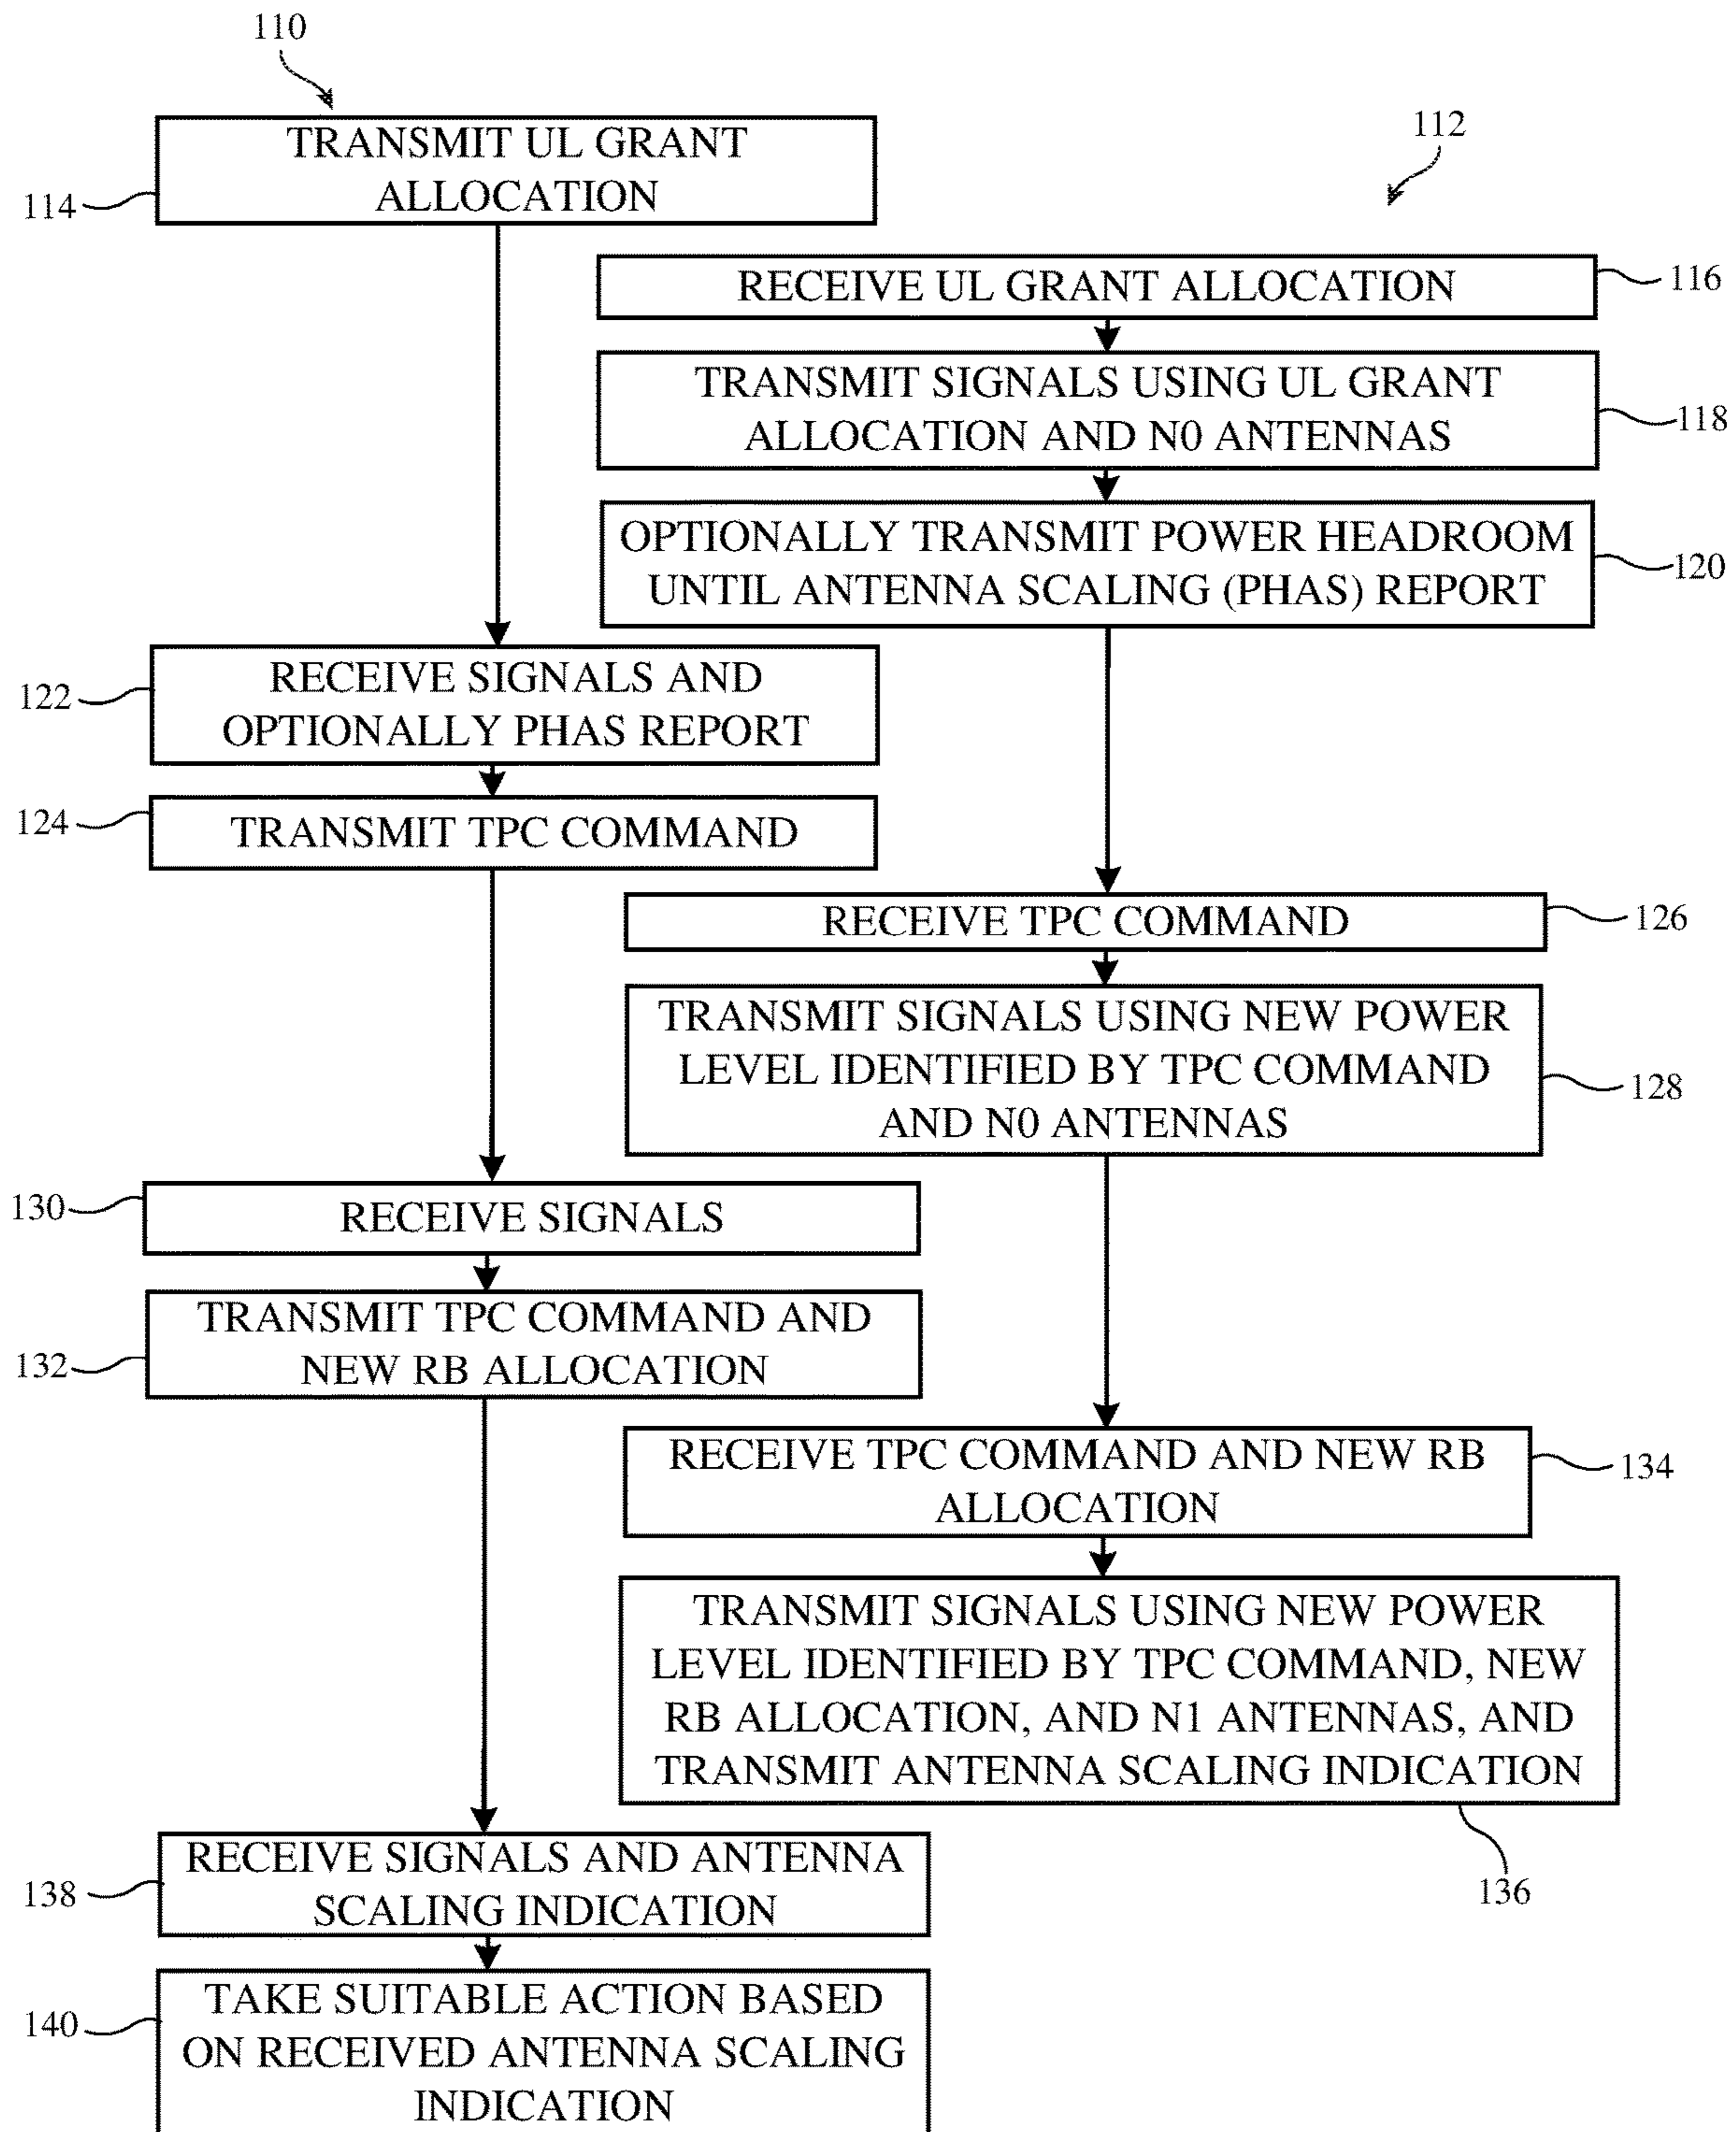 110
112
TRANSMIT UL GRANT
ALLOCATION
114
RECEIVE UL GRANT ALLOCATION
116
TRANSMIT SIGNALS USING UL GRANT
ALLOCATION AND N0 ANTENNAS
118
OPTIONALLY TRANSMIT POWER HEADROOM
UNTIL ANTENNA SCALING (PHAS) REPORT
120
RECEIVE SIGNALS AND
OPTIONALLY PHAS REPORT
122
TRANSMIT TPC COMMAND
124
RECEIVE TPC COMMAND
126
TRANSMIT SIGNALS USING NEW POWER
LEVEL IDENTIFIED BY TPC COMMAND
AND N0 ANTENNAS
128
RECEIVE SIGNALS
130
TRANSMIT TPC COMMAND AND
NEW RB ALLOCATION
132
RECEIVE TPC COMMAND AND NEW RB
ALLOCATION
134
TRANSMIT SIGNALS USING NEW POWER
LEVEL IDENTIFIED BY TPC COMMAND, NEW
RB ALLOCATION, AND N1 ANTENNAS, AND
TRANSMIT ANTENNA SCALING INDICATION
136
RECEIVE SIGNALS AND ANTENNA
SCALING INDICATION
138
TAKE SUITABLE ACTION BASED
ON RECEIVED ANTENNA SCALING
INDICATION
140